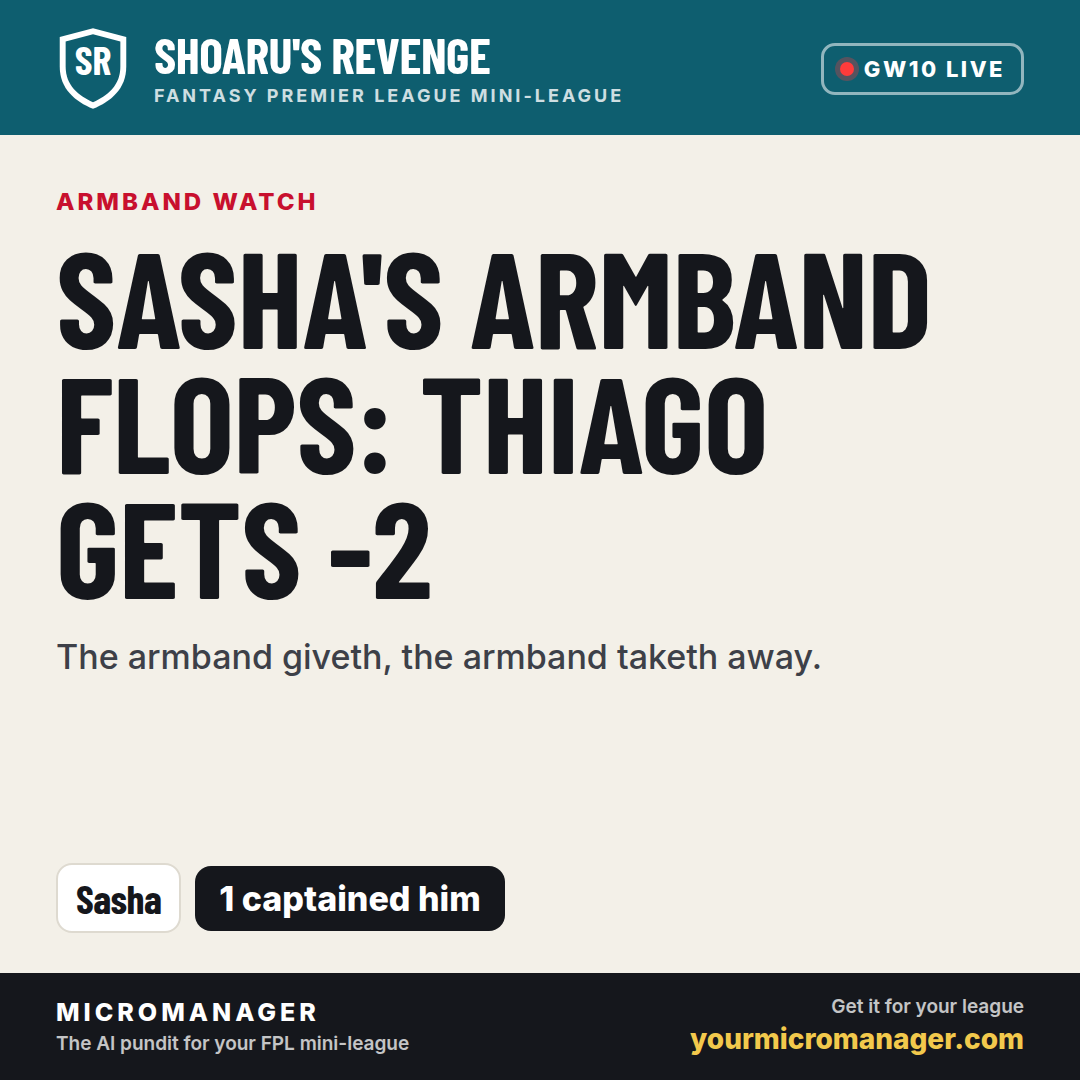 SR
SHOARU'S REVENGE
FANTASY PREMIER LEAGUE MINI-LEAGUE
GW10 LIVE
ARMBAND WATCH
SASHA'S ARMBAND
FLOPS: THIAGO
GETS -2
The armband giveth, the armband taketh away.
Sasha
1 captained him
MICROMANAGER
The AI pundit for your FPL mini-league
Get it for your league
yourmicromanager.com